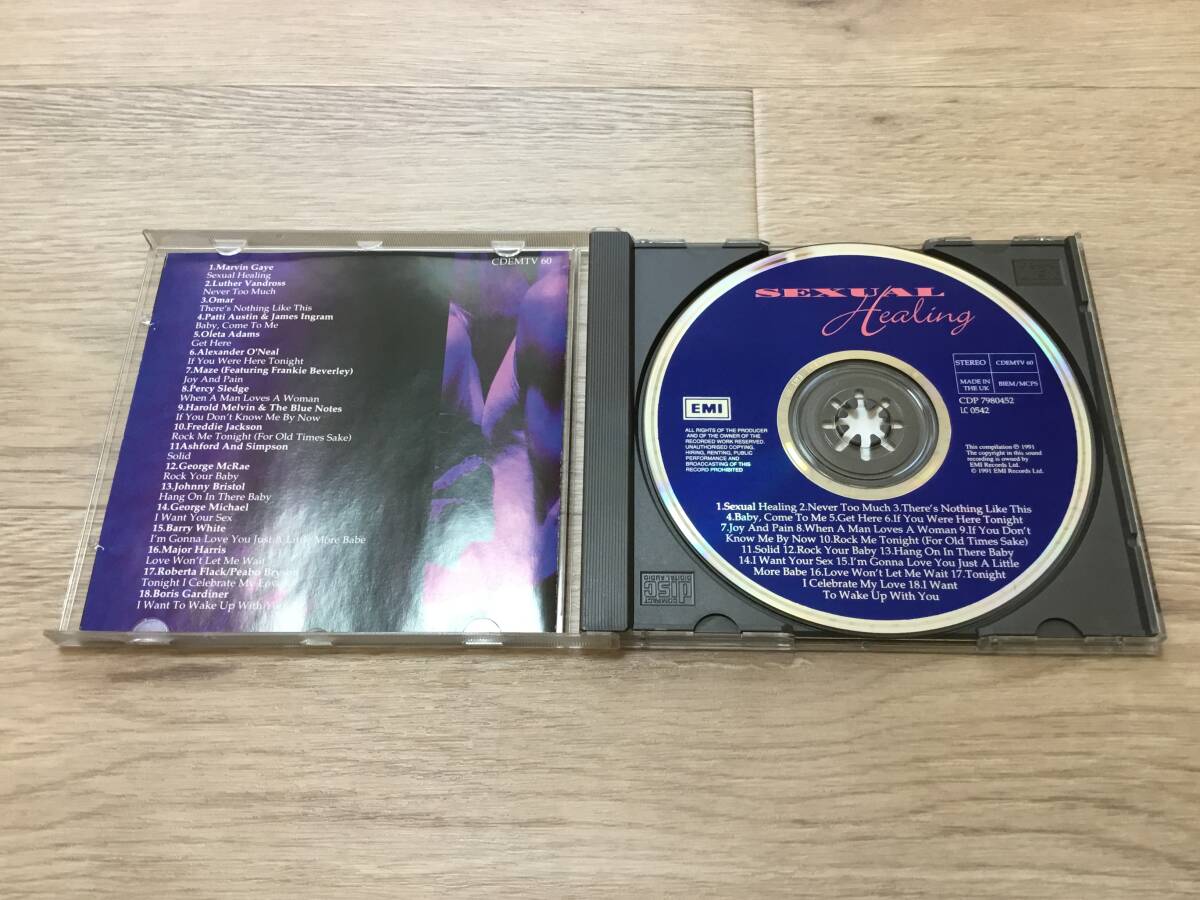 CDEMTV 60
1.Marvin Gaye
Sexual Healing
2.Luther Vandross
Never Too Much
3.Omar
There's Nothing Like This
4.Patti Austin & James Ingram
Baby, Come To Me
5.Oleta Adams
Get Here
6.Alexander O'Neal
If You Were Here Tonight
7.Maze (Featuring Frankie Beverley)
Joy And Pain
8.Percy Sledge
When A Man Loves A Woman
9.Harold Melvin & The Blue Notes
If You Don't Know Me By Now
10.Freddie Jackson
Rock Me Tonight (For Old Times Sake)
11Ashford And Simpson
Solid
12.George McRae
Rock Your Baby
13.Johnny Bristol
Hang On In There Baby
14.George Michael
I Want Your Sex
15.Barry White
I'm Gonna Love You Just A Little More Babe
16.Major Harris
Love Won't Let Me Wait
17.Roberta Flack/Peabo Bryson
Tonight I Celebrate My Love
18.Boris Gardiner
I Want To Wake Up With You
SEXUAL
Healing
STEREO
CDEMTV 60
MADE IN
THE UK
BIEM/MCPS
CDP 7980452
LC 0542
EMI
ALL RIGHTS OF THE PRODUCER
AND OF THE OWNER OF THE
RECORDED WORK RESERVED.
UNAUTHORISED COPYING,
HIRING, RENTING, PUBLIC
PERFORMANCE AND
BROADCASTING OF THIS
RECORD PROHIBITED
This compilation ℗ 1991
The copyright in this sound
recording is owned by
EMI Records Ltd.
© 1991 EMI Records Ltd.
1.Sexual Healing 2.Never Too Much 3.There's Nothing Like This
4.Baby, Come To Me 5.Get Here 6.If You Were Here Tonight
7.Joy And Pain 8.When A Man Loves A Woman 9.If You Don't
Know Me By Now 10.Rock Me Tonight (For Old Times Sake)
11.Solid 12.Rock Your Baby 13.Hang On In There Baby
14.I Want Your Sex 15.I'm Gonna Love You Just A Little
More Babe 16.Love Won't Let Me Wait 17.Tonight
I Celebrate My Love 18.I Want
To Wake Up With You
COMPACT
disc
DIGITAL AUDIO